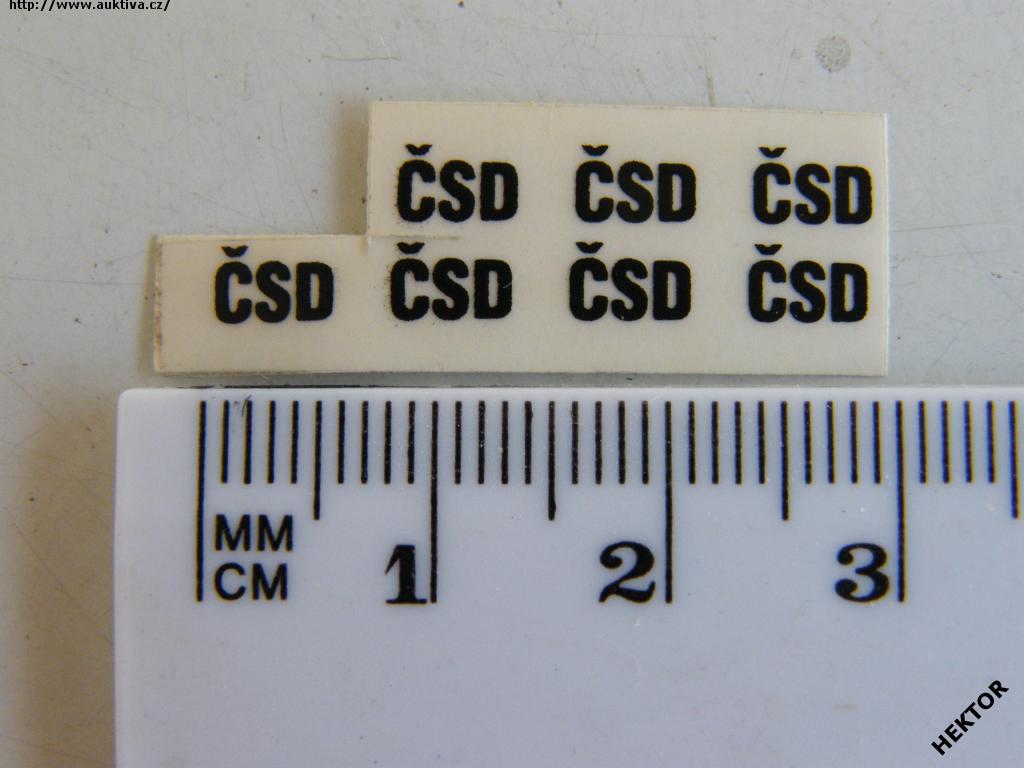 http://www.auktiva.cz/
ČSD ČSD ČSD
ČSD ČSD ČSD ČSD
MM
CM 1 2 3
HEKTOR